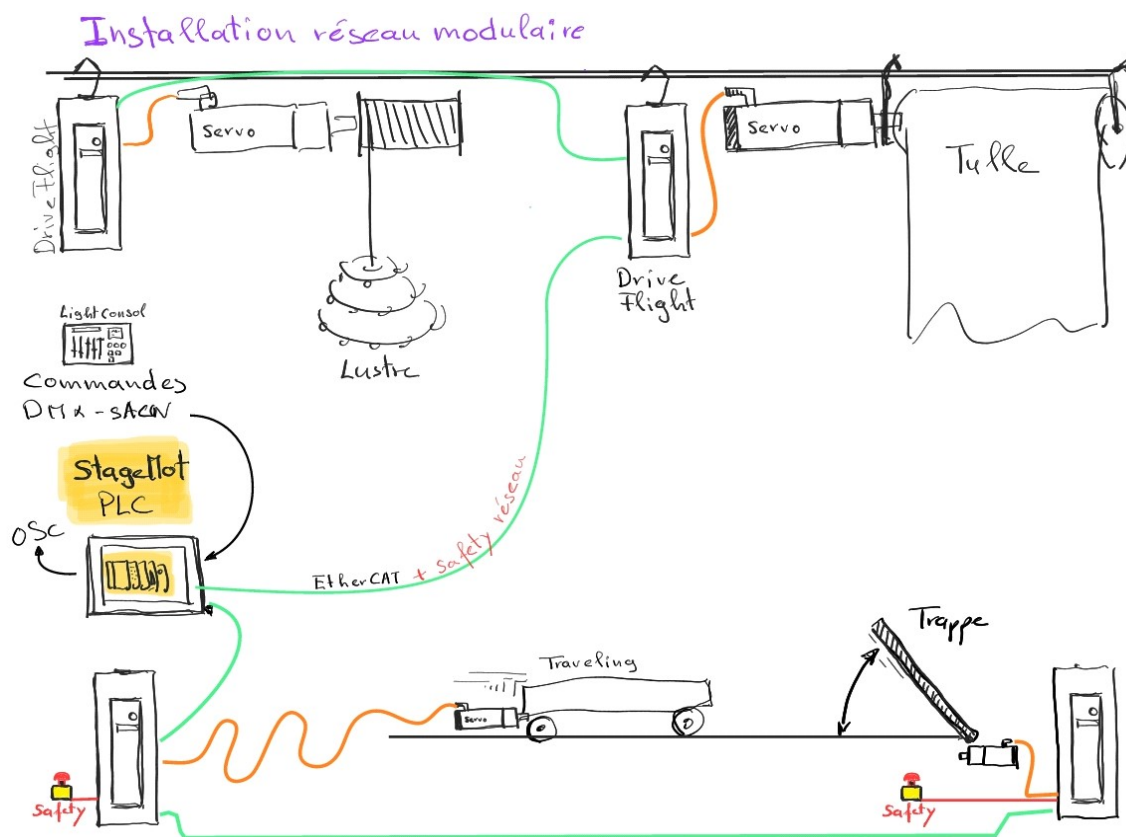 Installation réseau modulaire
Drive Flight
Servo
Servo
Tulle
Drive
Flight
Lustre
Light Consol
Commandes
DMX - sACN
StageMot
PLC
OSC
EtherCAT + Safety réseau
Trappe
Traveling
Servo
Safety
Safety